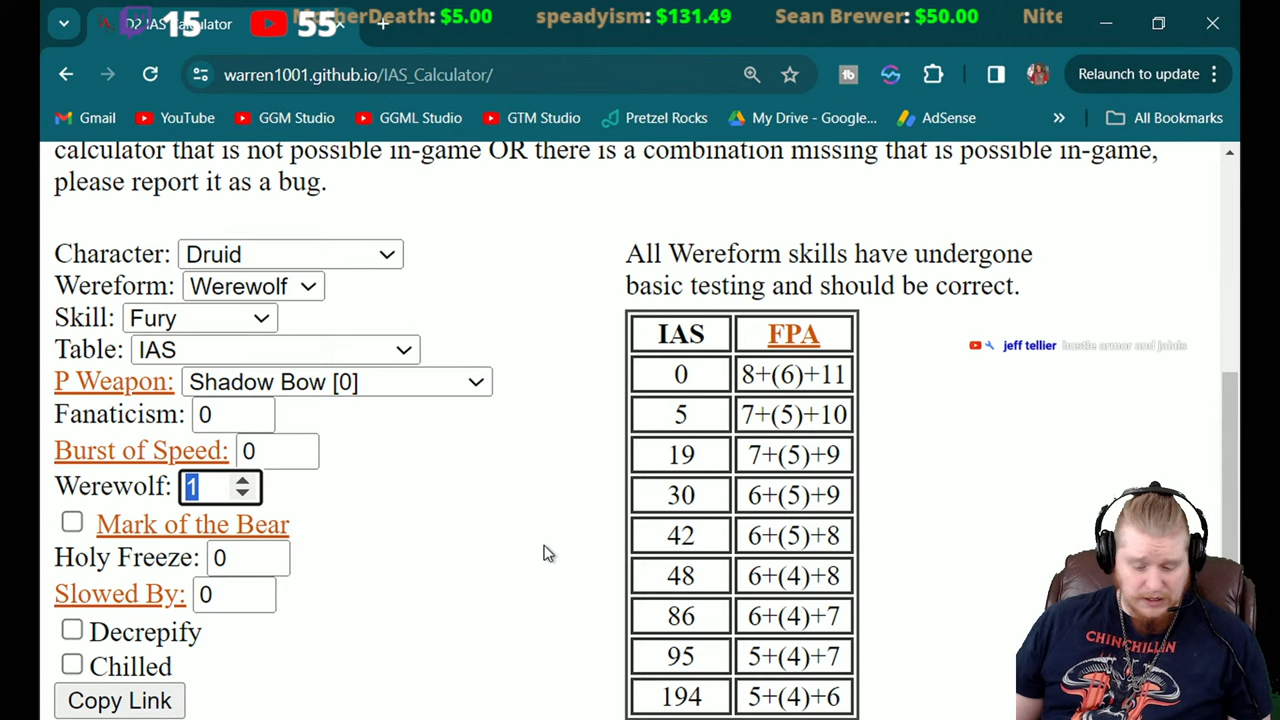 MotherDeath: $5.00 speadyism: $131.49 Sean Brewer: $50.00 Nite
15 55
D2 IAS Calculator
warren1001.github.io/IAS_Calculator/
Relaunch to update
Gmail YouTube GGM Studio GGML Studio GTM Studio Pretzel Rocks My Drive - Google... AdSense » All Bookmarks
calculator that is not possible in-game OR there is a combination missing that is possible in-game,
please report it as a bug.
Character: Druid
Wereform: Werewolf
Skill: Fury
Table: IAS
P Weapon: Shadow Bow [0]
Fanaticism: 0
Burst of Speed: 0
Werewolf: 1
Mark of the Bear
Holy Freeze: 0
Slowed By: 0
Decrepify
Chilled
Copy Link
All Wereform skills have undergone
basic testing and should be correct.
IAS FPA
0 8+(6)+11
5 7+(5)+10
19 7+(5)+9
30 6+(5)+9
42 6+(5)+8
48 6+(4)+8
86 6+(4)+7
95 5+(4)+7
194 5+(4)+6
jeff tellier bustle armor and jalals
CHINCHILLIN